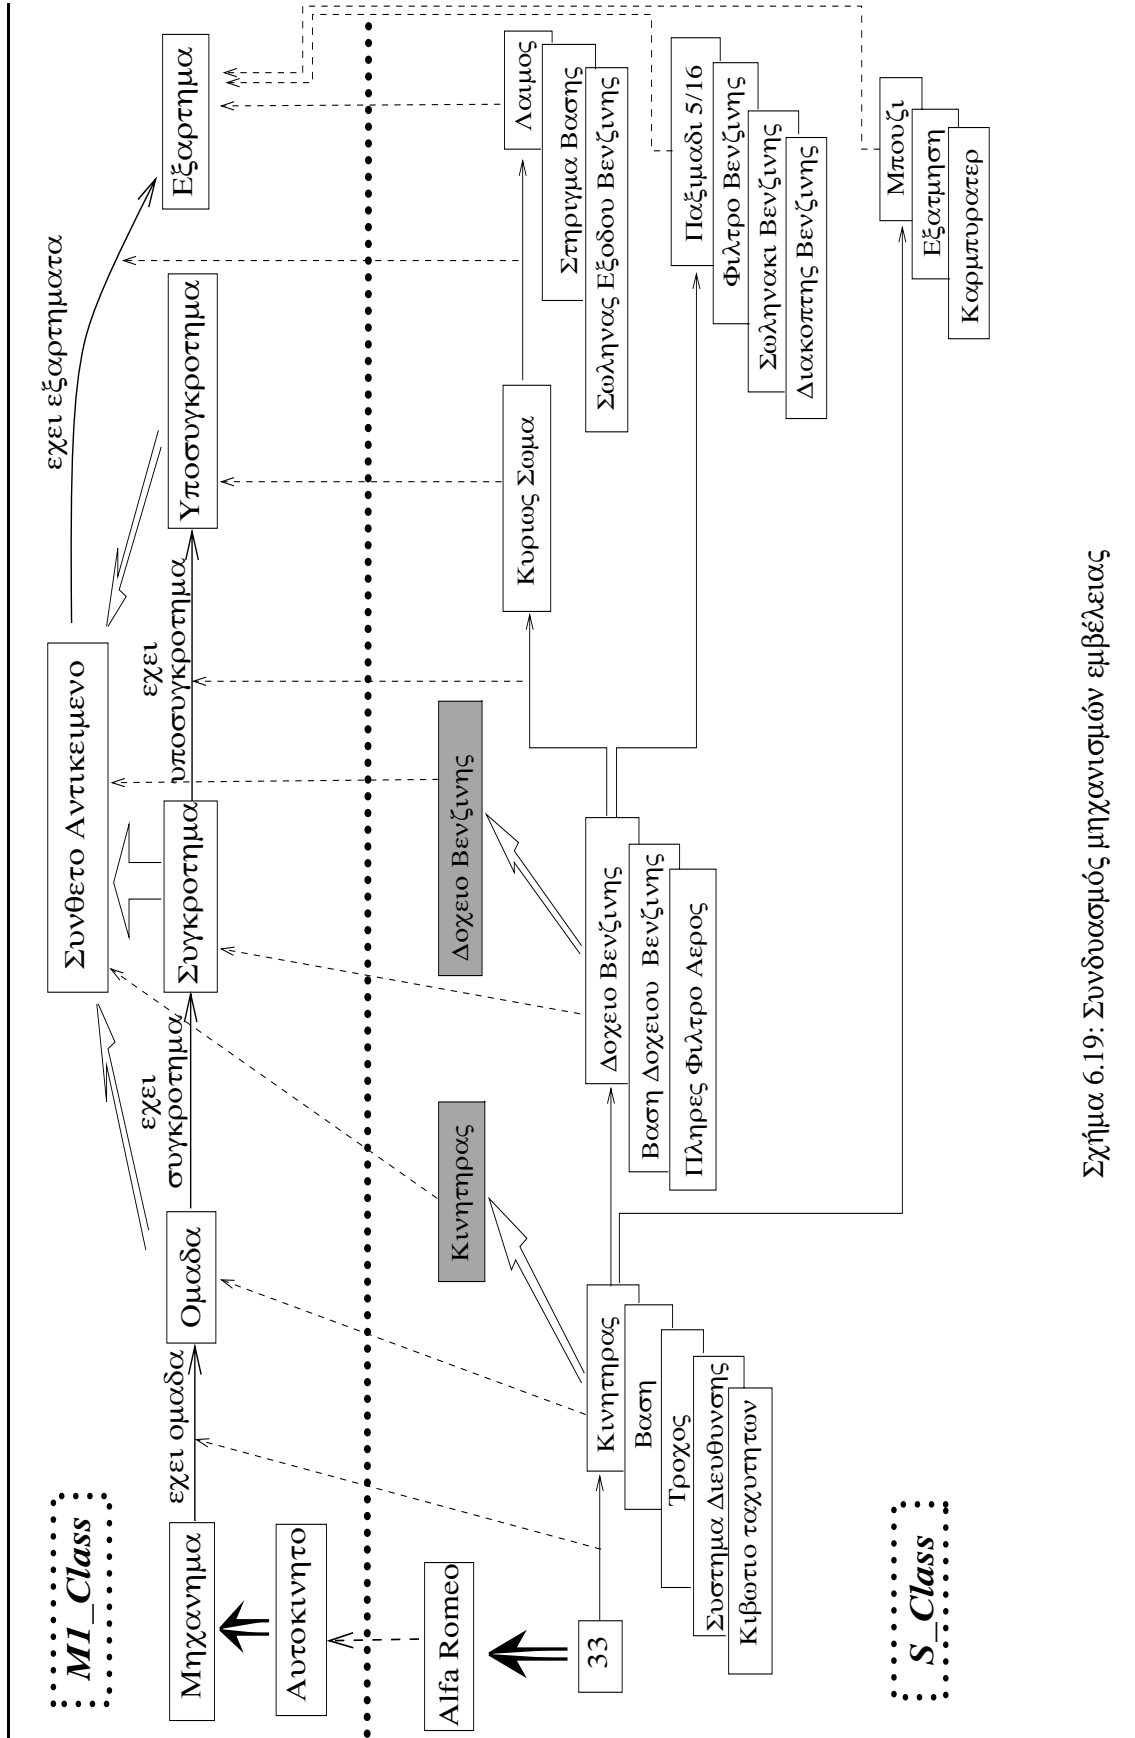 M1_Class
εχει εξαρτηματα
Συνθετο Αντικειμενο
Μηχανημα
εχει ομαδα
Ομαδα
εχει
συγκροτημα
Συγκροτημα
εχει
υποσυγκροτημα
Υποσυγκροτημα
Εξαρτημα
Αυτοκινητο
Alfa Romeo
Κινητηρας
Δοχειο Βενζινης
33
Κινητηρας
Βαση
Τροχος
Συστημα Διευθυνσης
Κιβωτιο ταχυτητων
Δοχειο Βενζινης
Βαση Δοχειου Βενζινης
Πληρες Φιλτρο Αερος
Κυριως Σωμα
Λαιμος
Στηριγμα Βασης
Σωληνας Εξοδου Βενζινης
Παξιμαδι 5/16
Φιλτρο Βενζινης
Σωληνακι Βενζινης
Διακοπτης Βενζινης
Μπουζι
Εξατμηση
Καρμπυρατερ
S_Class
Σχήμα 6.19: Συνδυασμός μηχανισμών εμβέλειας